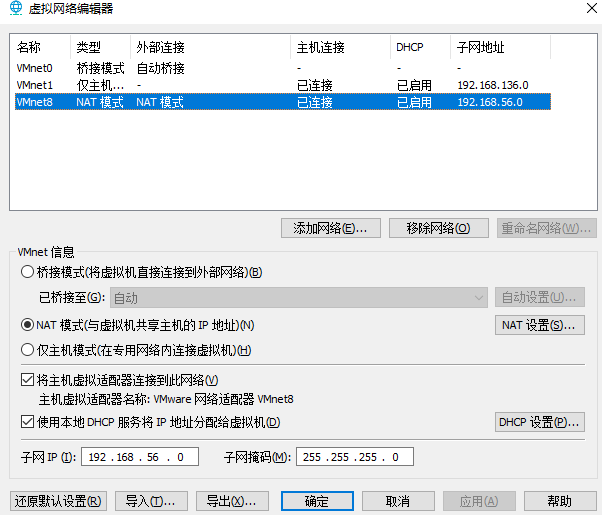 虚拟网络编辑器
名称 类型 外部连接 主机连接 DHCP 子网地址
VMnet0 桥接模式 自动桥接 - - -
VMnet1 仅主机... - 已连接 已启用 192.168.136.0
VMnet8 NAT 模式 NAT 模式 已连接 已启用 192.168.56.0
添加网络(E)... 移除网络(O) 重命名网络(W)...
VMnet 信息
桥接模式(将虚拟机直接连接到外部网络)(B)
已桥接至(G): 自动 自动设置(U)...
NAT 模式(与虚拟机共享主机的 IP 地址)(N) NAT 设置(S)...
仅主机模式(在专用网络内连接虚拟机)(H)
将主机虚拟适配器连接到此网络(V)
主机虚拟适配器名称: VMware 网络适配器 VMnet8
使用本地 DHCP 服务将 IP 地址分配给虚拟机(D) DHCP 设置(P)...
子网 IP (I): 192 . 168 . 56 . 0 子网掩码(M): 255 . 255 . 255 . 0
还原默认设置(R) 导入(T)... 导出(X)... 确定 取消 应用(A) 帮助